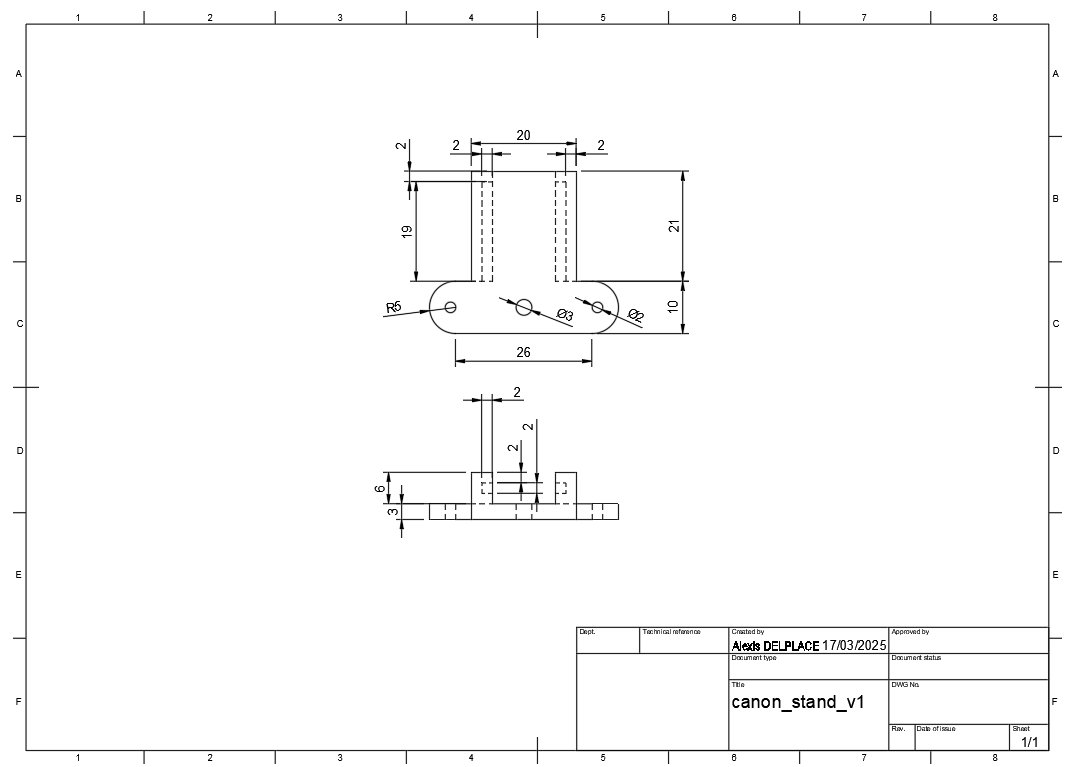 1 2 3 4 5 6 7 8
A A
20
2 2 2
B B
19 21
R5 Ø3 Ø2 10
C C
26
2
2
2
D D
6
3
E E
Dept. Technical reference Created by Approved by
Alexis DELPLACE 17/03/2025
Document type Document status
Title DWG No.
canon_stand_v1
F F
Rev. Date of issue Sheet
1/1
1 2 3 4 5 6 7 8